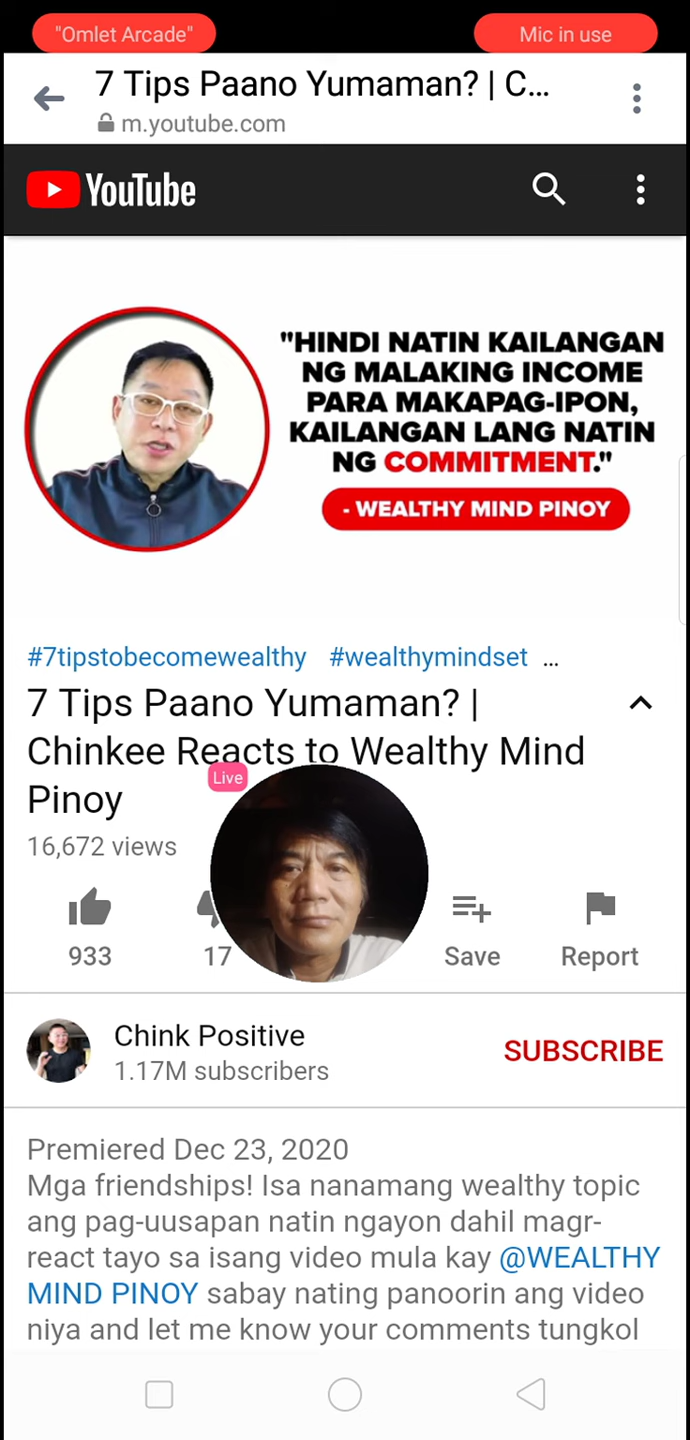 "Omlet Arcade"
Mic in use
7 Tips Paano Yumaman? | C...
m.youtube.com
YouTube
"HINDI NATIN KAILANGAN
NG MALAKING INCOME
PARA MAKAPAG-IPON,
KAILANGAN LANG NATIN
NG COMMITMENT."
- WEALTHY MIND PINOY
#7tipstobecomewealthy #wealthymindset ...
7 Tips Paano Yumaman? |
Chinkee Reacts to Wealthy Mind
Pinoy
Live
16,672 views
933
17
Save
Report
Chink Positive
1.17M subscribers
SUBSCRIBE
Premiered Dec 23, 2020
Mga friendships! Isa nanamang wealthy topic
ang pag-uusapan natin ngayon dahil magr-
react tayo sa isang video mula kay @WEALTHY
MIND PINOY sabay nating panoorin ang video
niya and let me know your comments tungkol